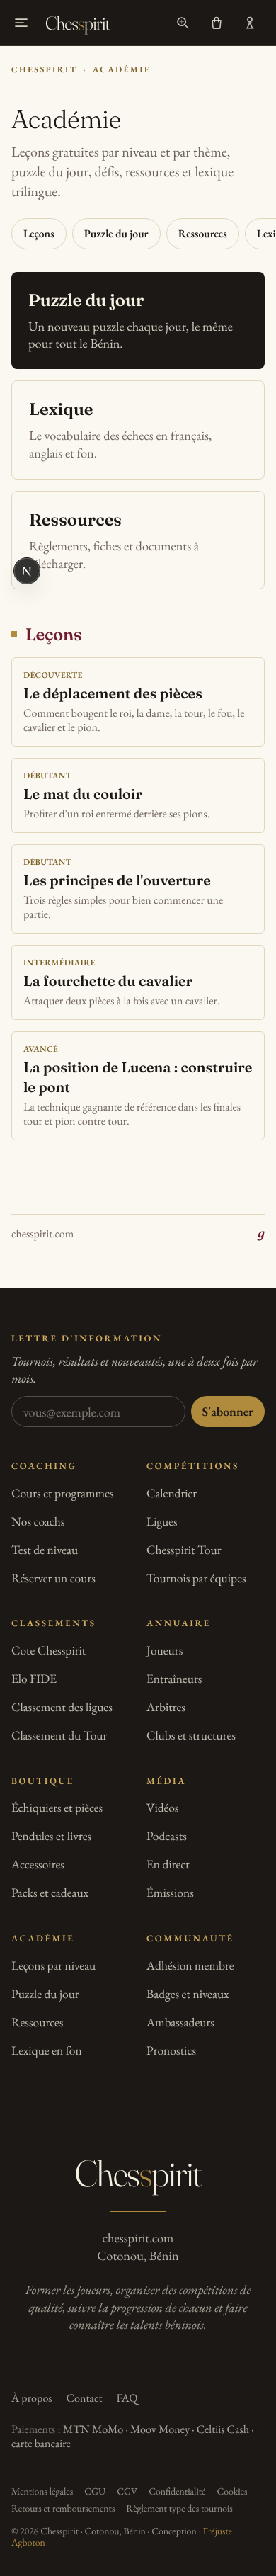 Chesspirit
CHESSPIRIT - ACADÉMIE
Académie
Leçons gratuites par niveau et par thème,
puzzle du jour, défis, ressources et lexique
trilingue.
Leçons
Puzzle du jour
Ressources
Lexi
Puzzle du jour
Un nouveau puzzle chaque jour, le même
pour tout le Bénin.
Lexique
Le vocabulaire des échecs en français,
anglais et fon.
Ressources
Règlements, fiches et documents à
N
lécharger.
Leçons
DÉCOUVERTE
Le déplacement des pièces
Comment bougent le roi, la dame, la tour, le fou, le
cavalier et le pion.
DÉBUTANT
Le mat du couloir
Profiter d'un roi enfermé derrière ses pions.
DÉBUTANT
Les principes de l'ouverture
Trois règles simples pour bien commencer une
partie.
INTERMÉDIAIRE
La fourchette du cavalier
Attaquer deux pièces à la fois avec un cavalier.
AVANCÉ
La position de Lucena : construire
le pont
La technique gagnante de référence dans les finales
tour et pion contre tour.
chesspirit.com
g
LETTRE D'INFORMATION
Tournois, résultats et nouveautés, une à deux fois par
mois.
vous@exemple.com
S'abonner
COACHING
Cours et programmes
Nos coachs
Test de niveau
Réserver un cours
COMPÉTITIONS
Calendrier
Ligues
Chesspirit Tour
Tournois par équipes
CLASSEMENTS
Cote Chesspirit
Elo FIDE
Classement des ligues
Classement du Tour
ANNUAIRE
Joueurs
Entraîneurs
Arbitres
Clubs et structures
BOUTIQUE
Échiquiers et pièces
Pendules et livres
Accessoires
Packs et cadeaux
MÉDIA
Vidéos
Podcasts
En direct
Émissions
ACADÉMIE
Leçons par niveau
Puzzle du jour
Ressources
Lexique en fon
COMMUNAUTÉ
Adhésion membre
Badges et niveaux
Ambassadeurs
Pronostics
Chesspirit
chesspirit.com
Cotonou, Bénin
Former les joueurs, organiser des compétitions de
qualité, suivre la progression de chacun et faire
connaître les talents béninois.
À propos
Contact
FAQ
Paiements : MTN MoMo · Moov Money · Celtiis Cash ·
carte bancaire
Mentions légales
CGU
CGV
Confidentialité
Cookies
Retours et remboursements
Règlement type des tournois
© 2026 Chesspirit · Cotonou, Bénin · Conception : Fréjuste
Agboton